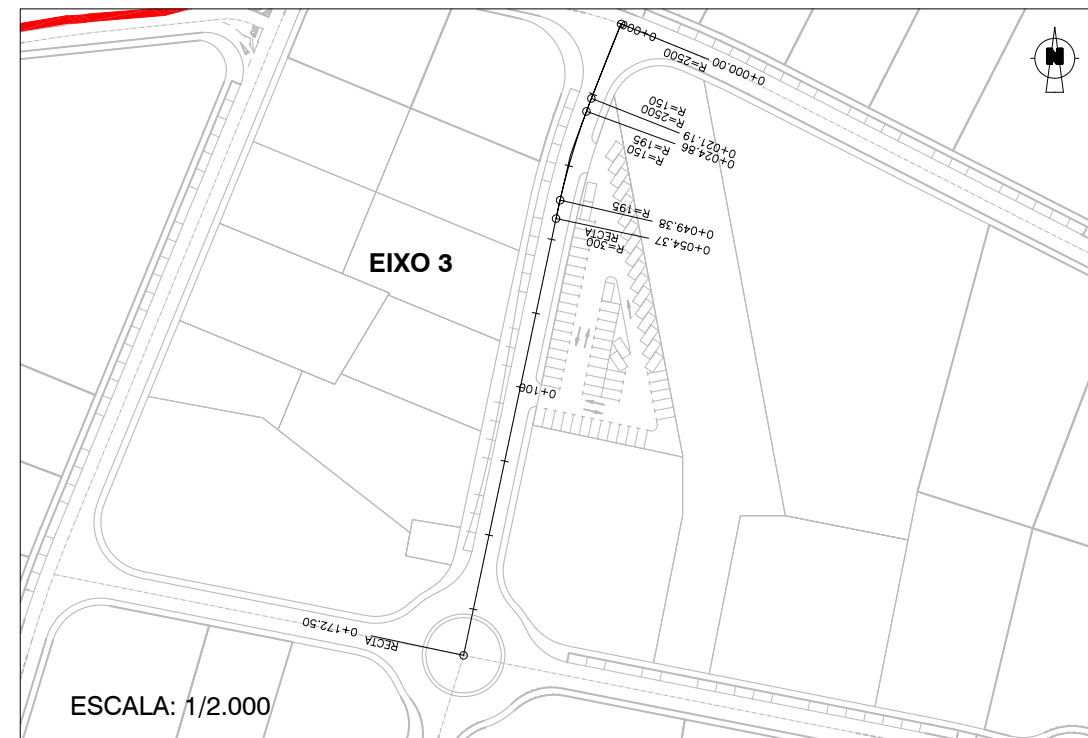 N
0+000
0+000.00
R=2500
R=150
R=2500
0+021.19
0+024.86
R=195
R=150
R=195
0+049.38
0+054.37
RECTA
R=300
EIXO 3
0+100
0+172.50
RECTA
ESCALA: 1/2.000